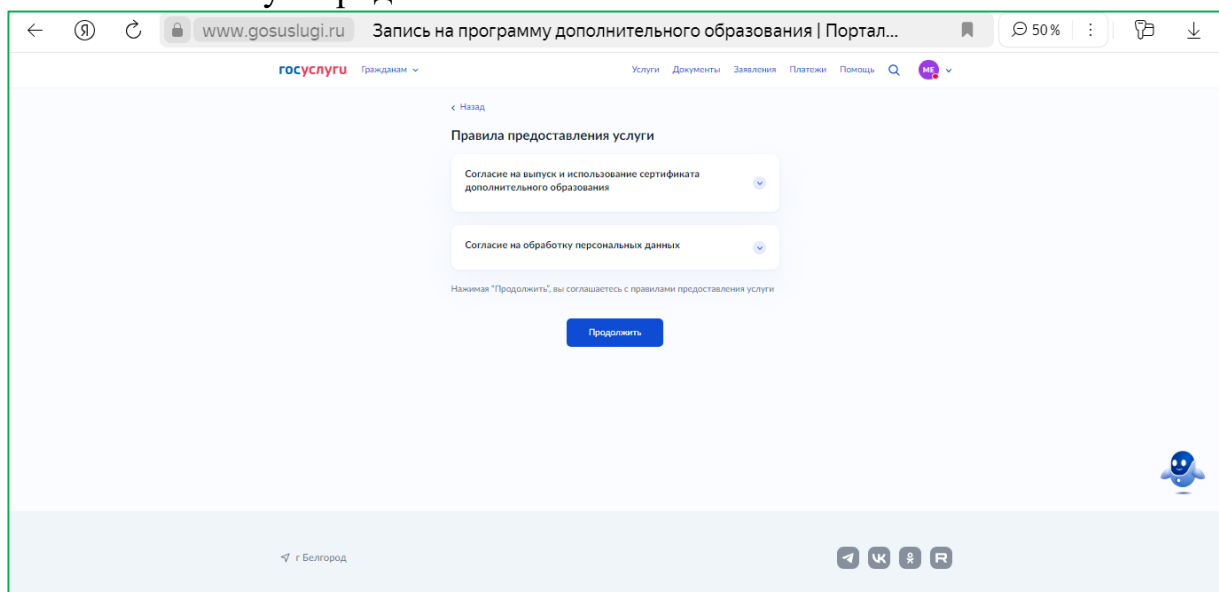 www.gosuslugi.ru Запись на программу дополнительного образования | Портал... 50 %
госуслуги Гражданам Услуги Документы Заявления Платежи Помощь МЕ
Назад
Правила предоставления услуги
Согласие на выпуск и использование сертификата
дополнительного образования
Согласие на обработку персональных данных
Нажимая "Продолжить", вы соглашаетесь с правилами предоставления услуги
Продолжить
г Белгород